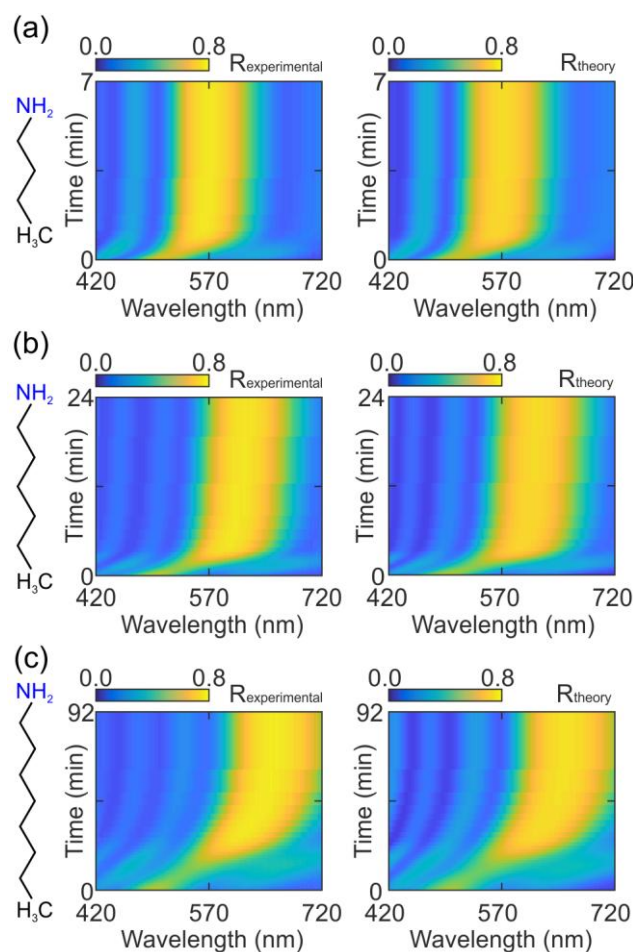 (a)
0.0 0.8 Rexperimental 0.0 0.8 Rtheory
NH2
H3C
7 7
Time (min) Time (min)
0 0
420 570 720 420 570 720
Wavelength (nm) Wavelength (nm)
(b)
0.0 0.8 Rexperimental 0.0 0.8 Rtheory
NH2
H3C
24 24
Time (min) Time (min)
0 0
420 570 720 420 570 720
Wavelength (nm) Wavelength (nm)
(c)
0.0 0.8 Rexperimental 0.0 0.8 Rtheory
NH2
H3C
92 92
Time (min) Time (min)
0 0
420 570 720 420 570 720
Wavelength (nm) Wavelength (nm)